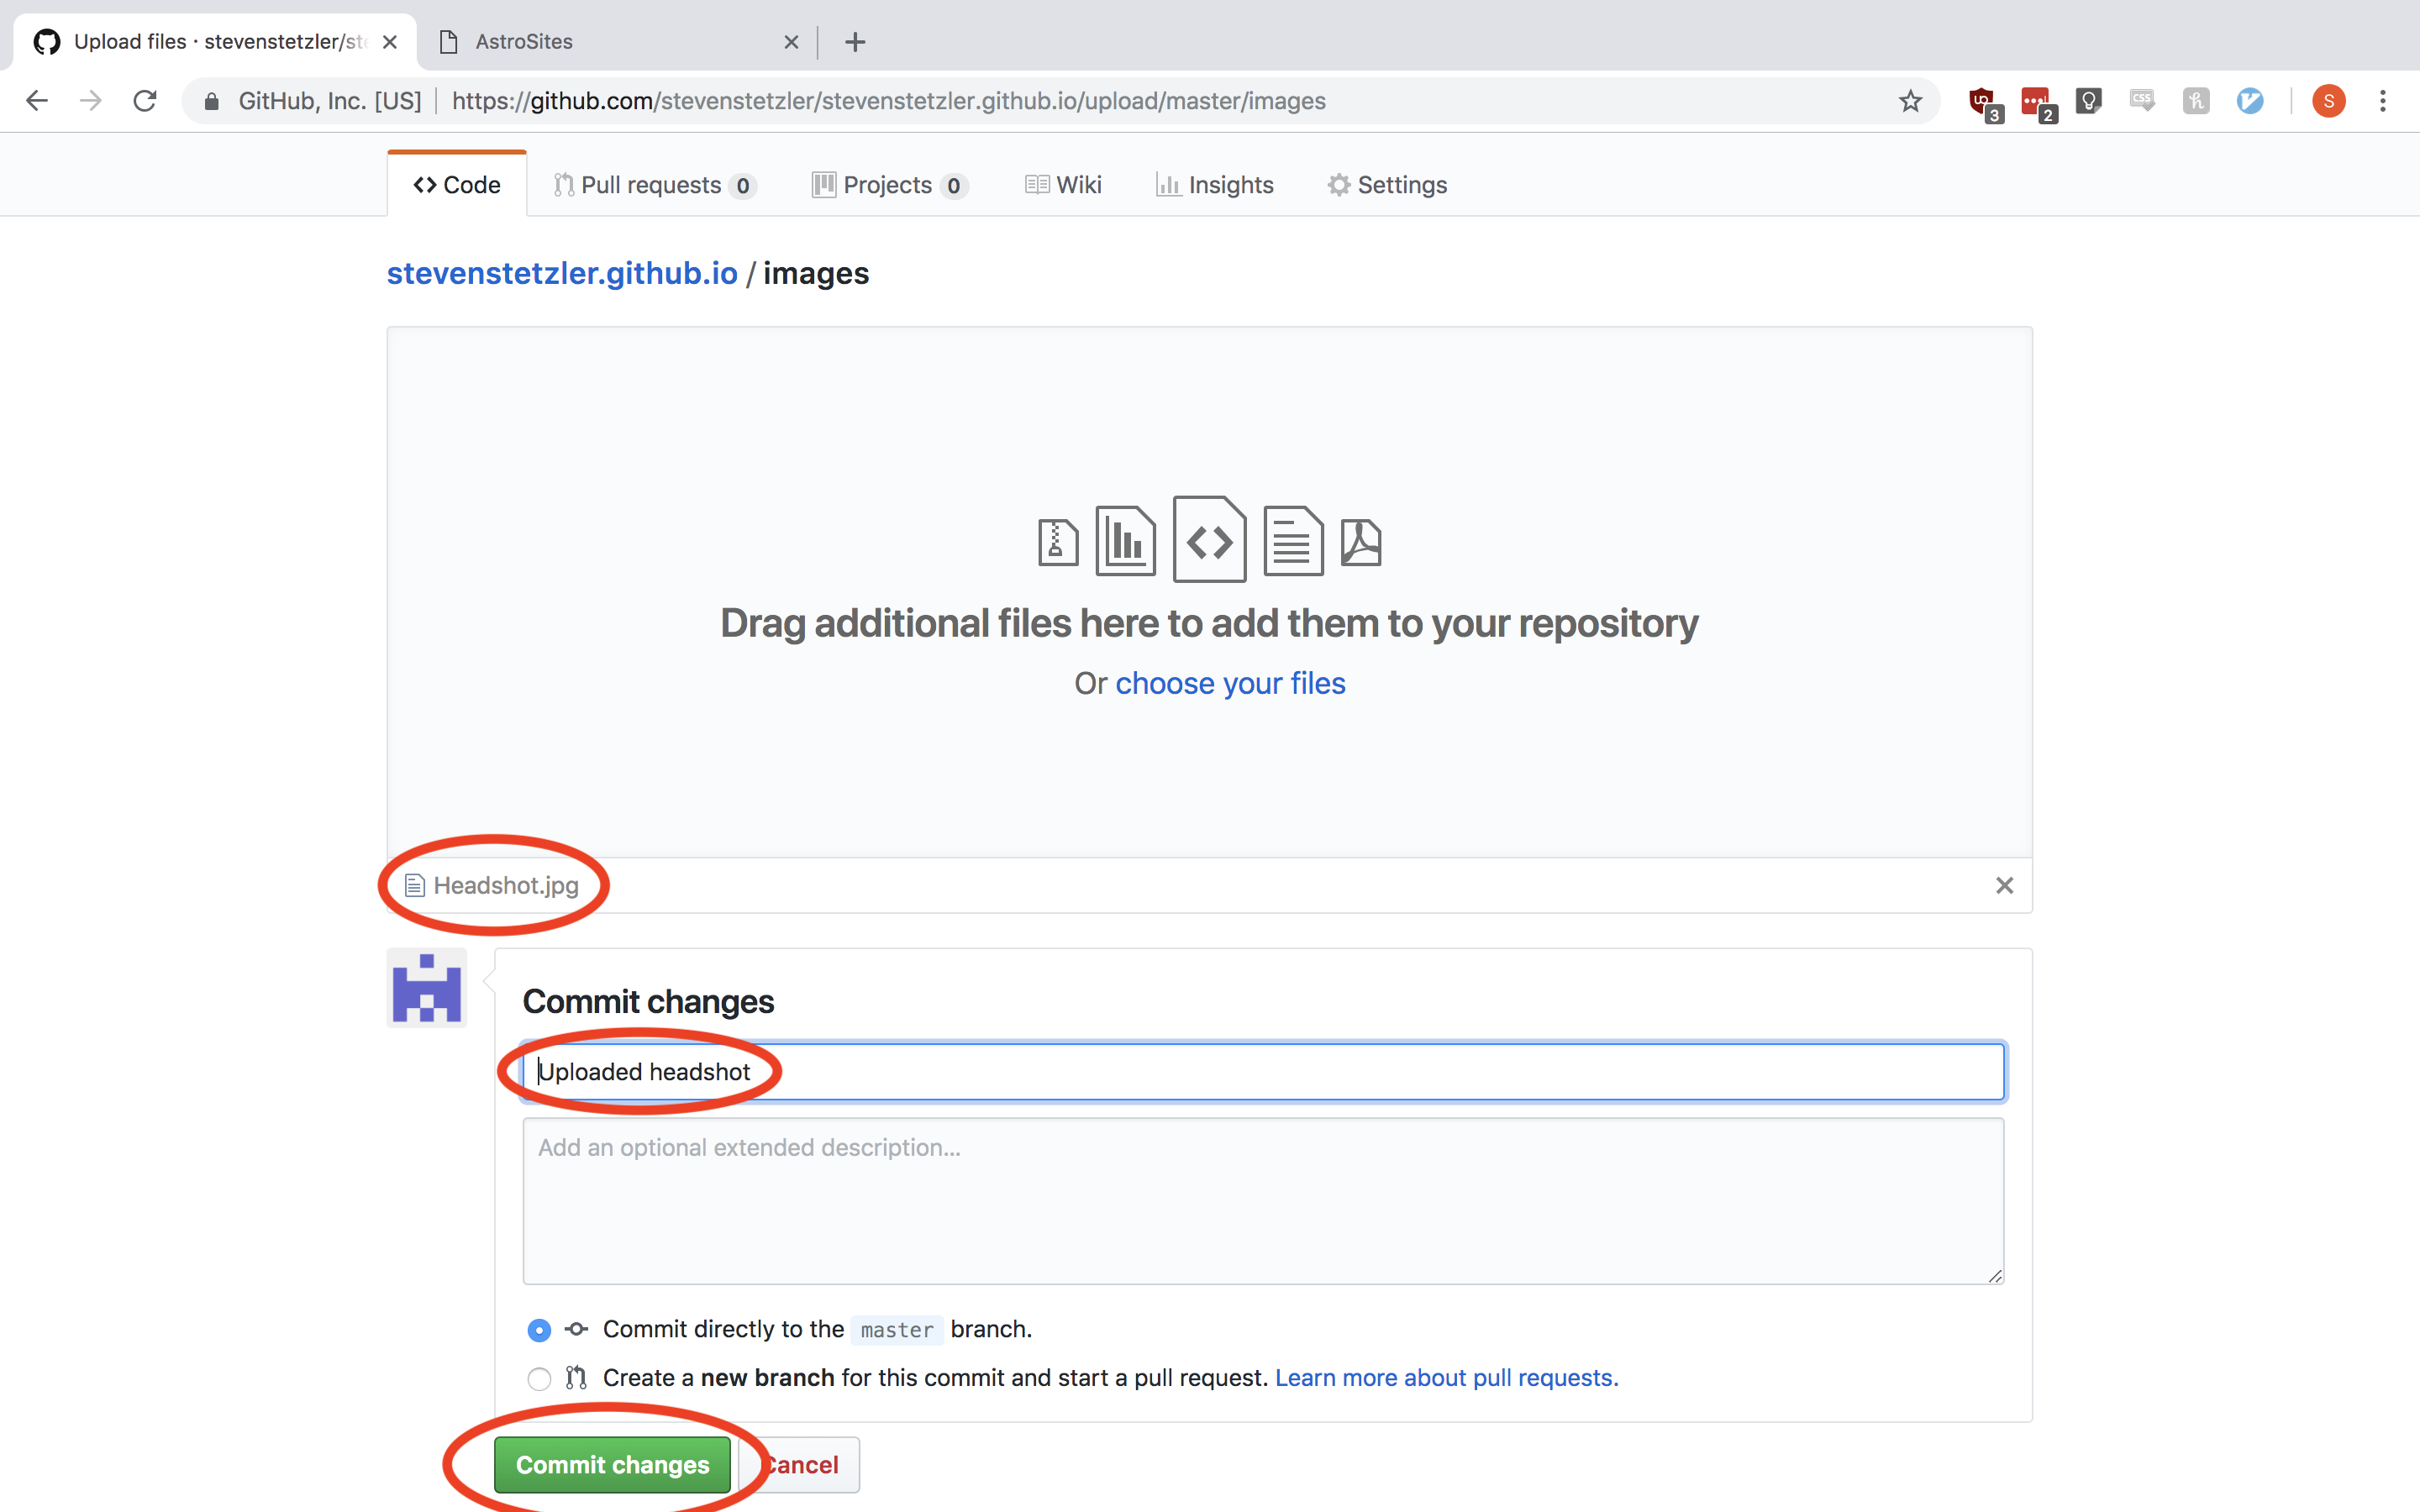 Upload files · stevenstetzler/st
AstroSites
GitHub, Inc. [US] https://github.com/stevenstetzler/stevenstetzler.github.io/upload/master/images
3
2
S
Code
Pull requests 0
Projects 0
Wiki
Insights
Settings
stevenstetzler.github.io / images
Drag additional files here to add them to your repository
Or choose your files
Headshot.jpg
Commit changes
Uploaded headshot
Add an optional extended description...
Commit directly to the master branch.
Create a new branch for this commit and start a pull request. Learn more about pull requests.
Commit changes
Cancel